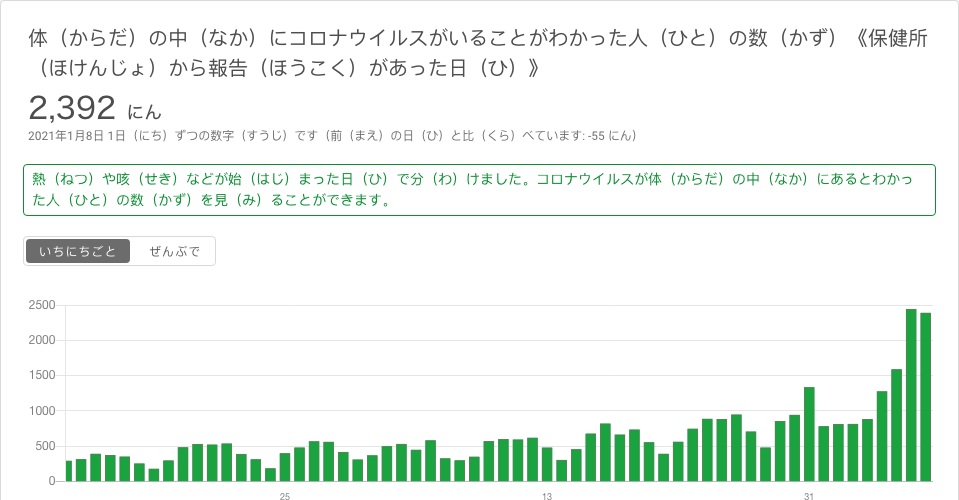 体（からだ）の中（なか）にコロナウイルスがいることがわかった人（ひと）の数（かず）《保健所
（ほけんじょ）から報告（ほうこく）があった日（ひ）》
2,392 にん
2021年1月8日 1日（にち）ずつの数字（すうじ）です（前（まえ）の日（ひ）と比（くら）べています: -55 にん）
熱（ねつ）や咳（せき）などが始（はじ）まった日（ひ）で分（わ）けました。コロナウイルスが体（からだ）の中（なか）にあるとわかっ
た人（ひと）の数（かず）を見（み）ることができます。
いちにちごと ぜんぶで
2500
2000
1500
1000
500
0
25 13 31